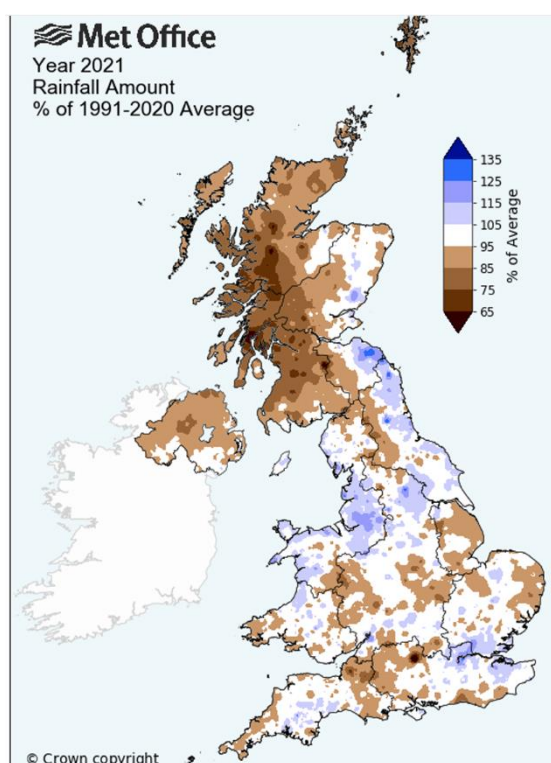 Met Office
Year 2021
Rainfall Amount
% of 1991-2020 Average
135
125
115
105
95
85
75
65
% of Average
© Crown copyright